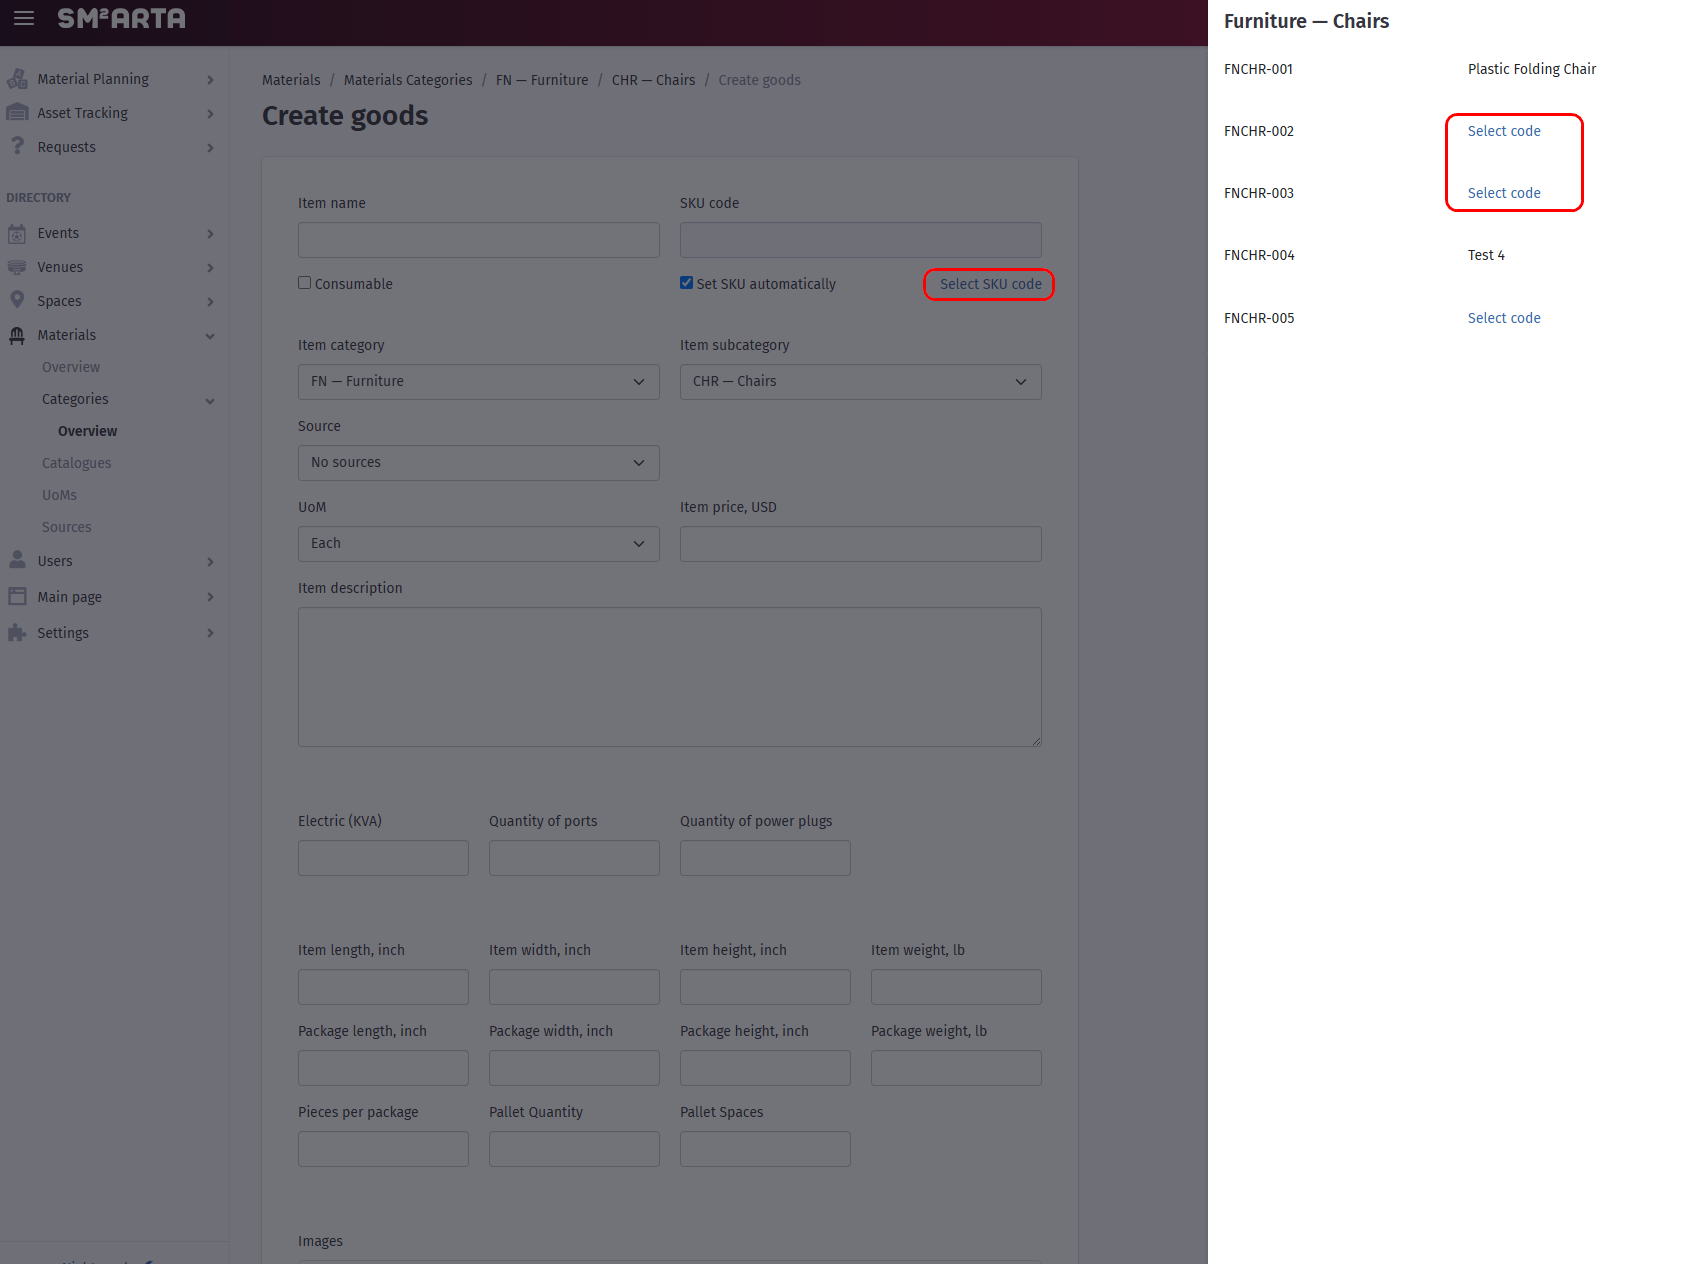 SM²ARTA
Material Planning
Asset Tracking
Requests
DIRECTORY
Events
Venues
Spaces
Materials
Overview
Categories
Overview
Catalogues
UoMs
Sources
Users
Main page
Settings
Materials / Materials Categories / FN — Furniture / CHR — Chairs / Create goods
Create goods
Item name SKU code
Consumable Set SKU automatically Select SKU code
Item category Item subcategory
FN — Furniture CHR — Chairs
Source
No sources
UoM Item price, USD
Each
Item description
Electric (KVA) Quantity of ports Quantity of power plugs
Item length, inch Item width, inch Item height, inch Item weight, lb
Package length, inch Package width, inch Package height, inch Package weight, lb
Pieces per package Pallet Quantity Pallet Spaces
Images
Furniture — Chairs
FNCHR-001 Plastic Folding Chair
FNCHR-002 Select code
FNCHR-003 Select code
FNCHR-004 Test 4
FNCHR-005 Select code